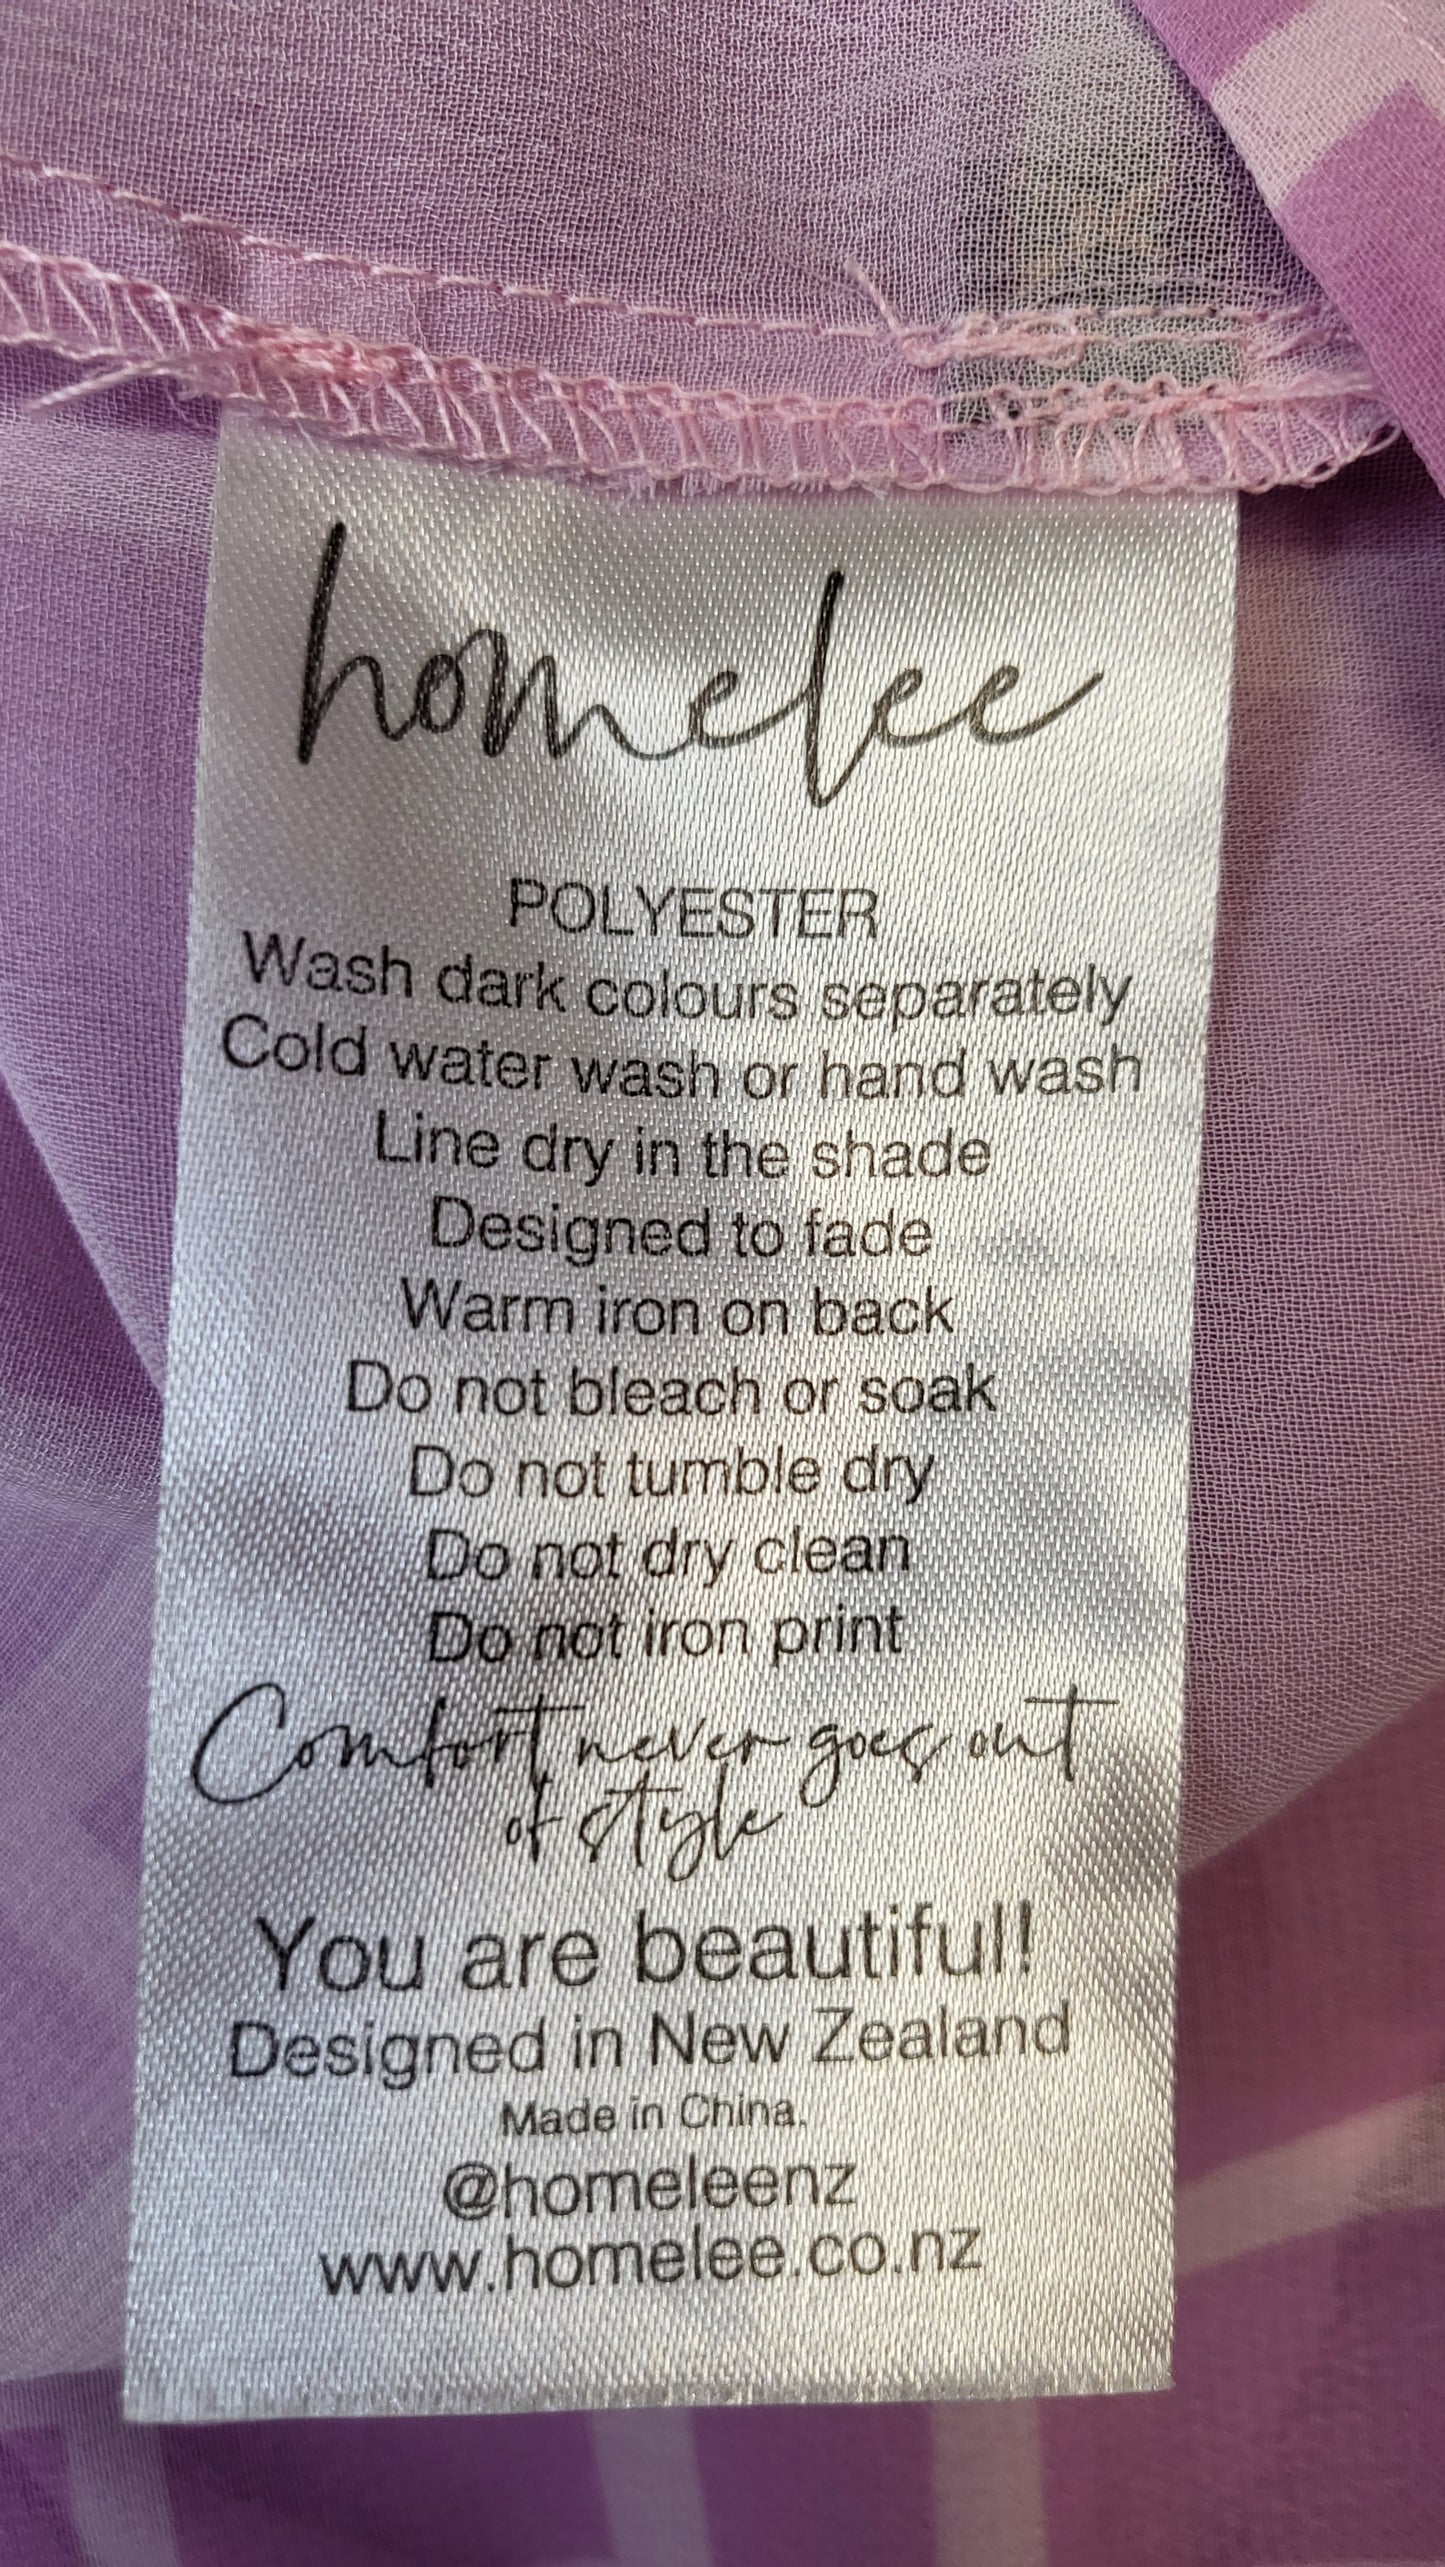 homelee
POLYESTER
Wash dark colours separately
Cold water wash or hand wash
Line dry in the shade
Designed to fade
Warm iron on back
Do not bleach or soak
Do not tumble dry
Do not dry clean
Do not iron print
Comfort never goes out
of style
You are beautiful!
Designed in New Zealand
Made in China.
@homeleenz
www.homelee.co.nz